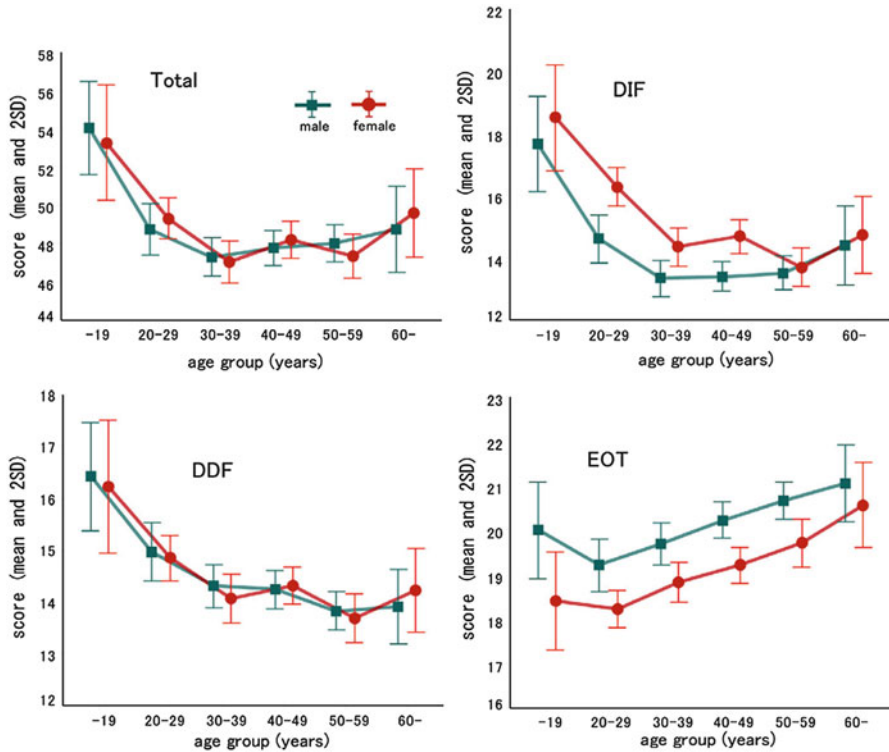 Total
male
female
score (mean and 2SD)
58
56
54
52
50
48
46
44
-19 20-29 30-39 40-49 50-59 60-
age group (years)
DIF
score (mean and 2SD)
22
20
18
16
14
12
-19 20-29 30-39 40-49 50-59 60-
age group (years)
DDF
score (mean and 2SD)
18
17
16
15
14
13
12
-19 20-29 30-39 40-49 50-59 60-
age group (years)
EOT
score (mean and 2SD)
23
22
21
20
19
18
17
16
-19 20-29 30-39 40-49 50-59 60-
age group (years)